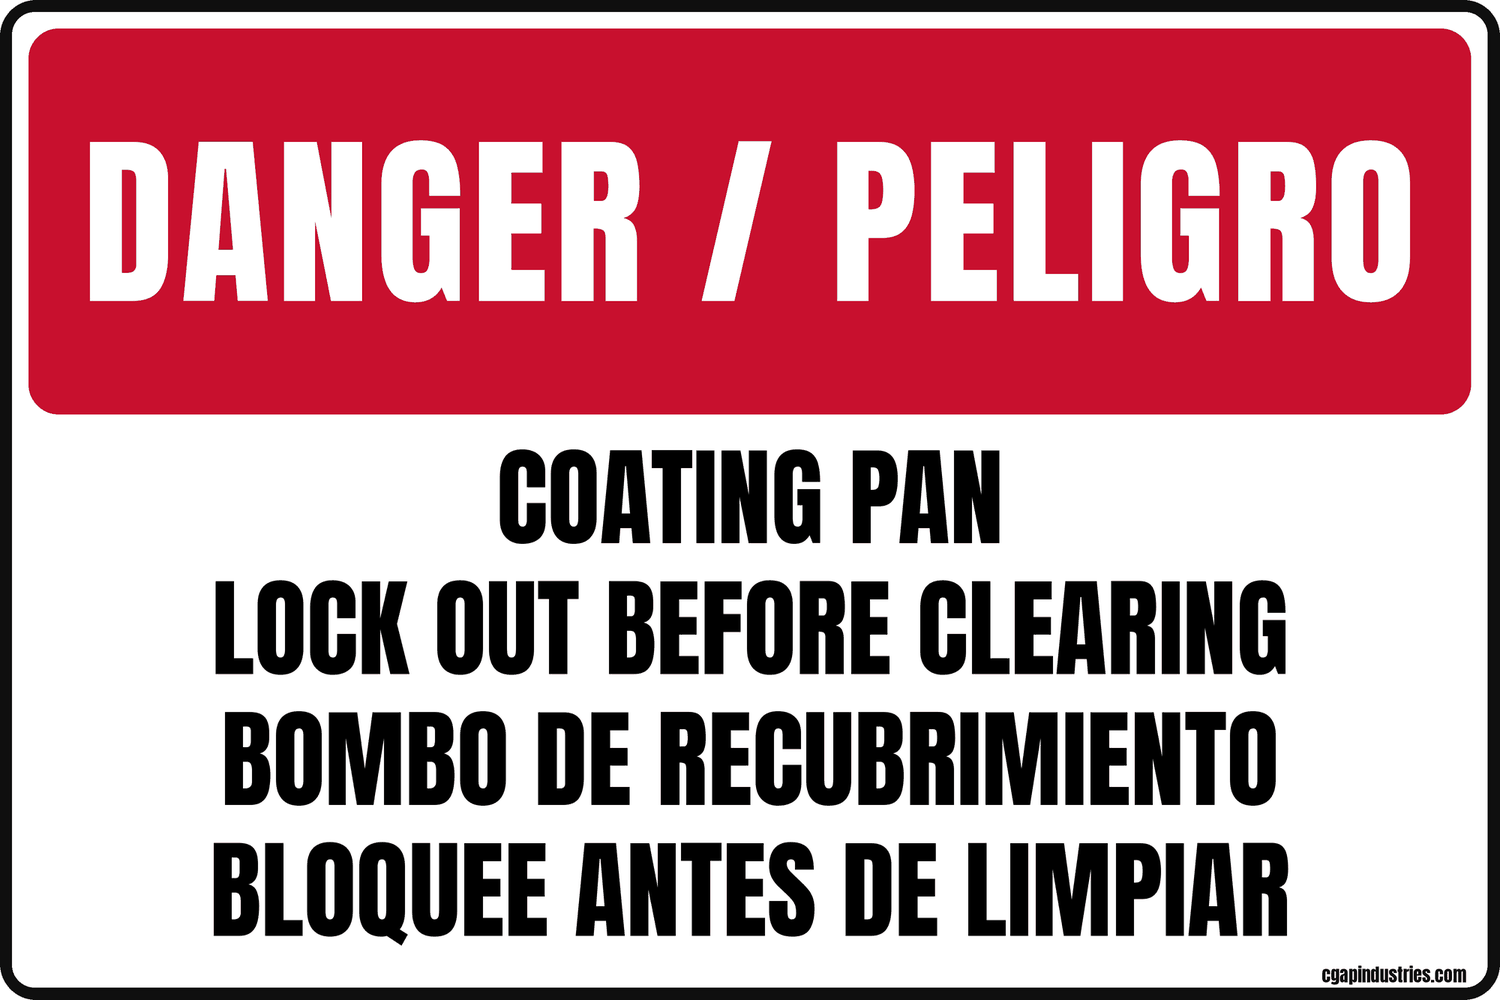 DANGER / PELIGRO
COATING PAN
LOCK OUT BEFORE CLEARING
BOMBO DE RECUBRIMIENTO
BLOQUEE ANTES DE LIMPIAR
cgapindustries.com